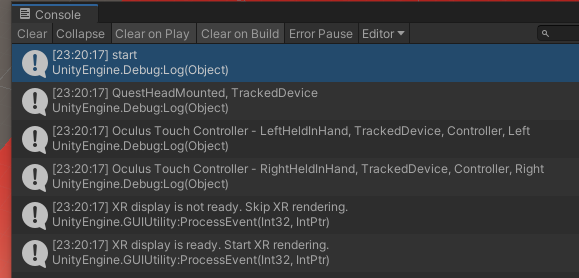 Console
Clear Collapse Clear on Play Clear on Build Error Pause Editor
[23:20:17] start
UnityEngine.Debug:Log(Object)
[23:20:17] QuestHeadMounted, TrackedDevice
UnityEngine.Debug:Log(Object)
[23:20:17] Oculus Touch Controller - LeftHeldInHand, TrackedDevice, Controller, Left
UnityEngine.Debug:Log(Object)
[23:20:17] Oculus Touch Controller - RightHeldInHand, TrackedDevice, Controller, Right
UnityEngine.Debug:Log(Object)
[23:20:17] XR display is not ready. Skip XR rendering.
UnityEngine.GUIUtility:ProcessEvent(Int32, IntPtr)
[23:20:17] XR display is ready. Start XR rendering.
UnityEngine.GUIUtility:ProcessEvent(Int32, IntPtr)